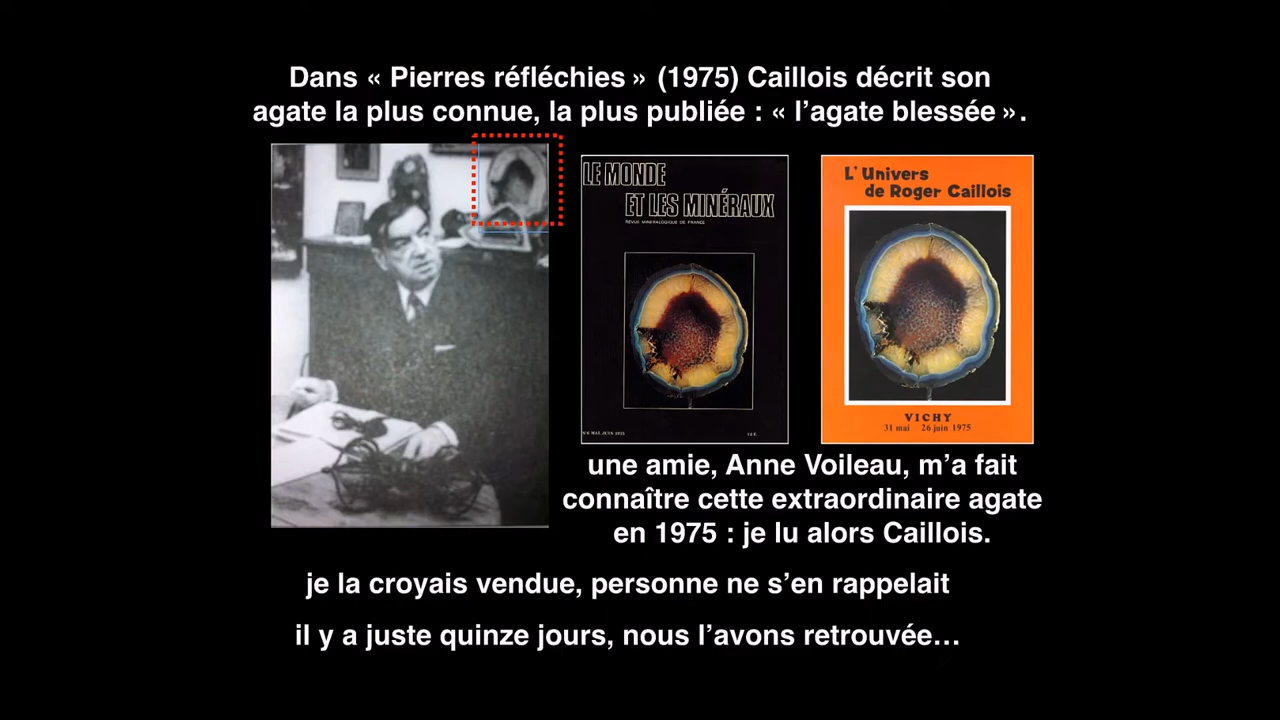 Dans « Pierres réfléchies » (1975) Caillois décrit son
agate la plus connue, la plus publiée : « l’agate blessée ».
LE MONDE
ET LES MINÉRAUX
REVUE MINERALOGIQUE DE FRANCE
L'Univers
de Roger Caillois
VICHY
31 mai 26 juin 1975
une amie, Anne Voileau, m’a fait
connaître cette extraordinaire agate
en 1975 : je lu alors Caillois.
je la croyais vendue, personne ne s’en rappelait
il y a juste quinze jours, nous l’avons retrouvée…